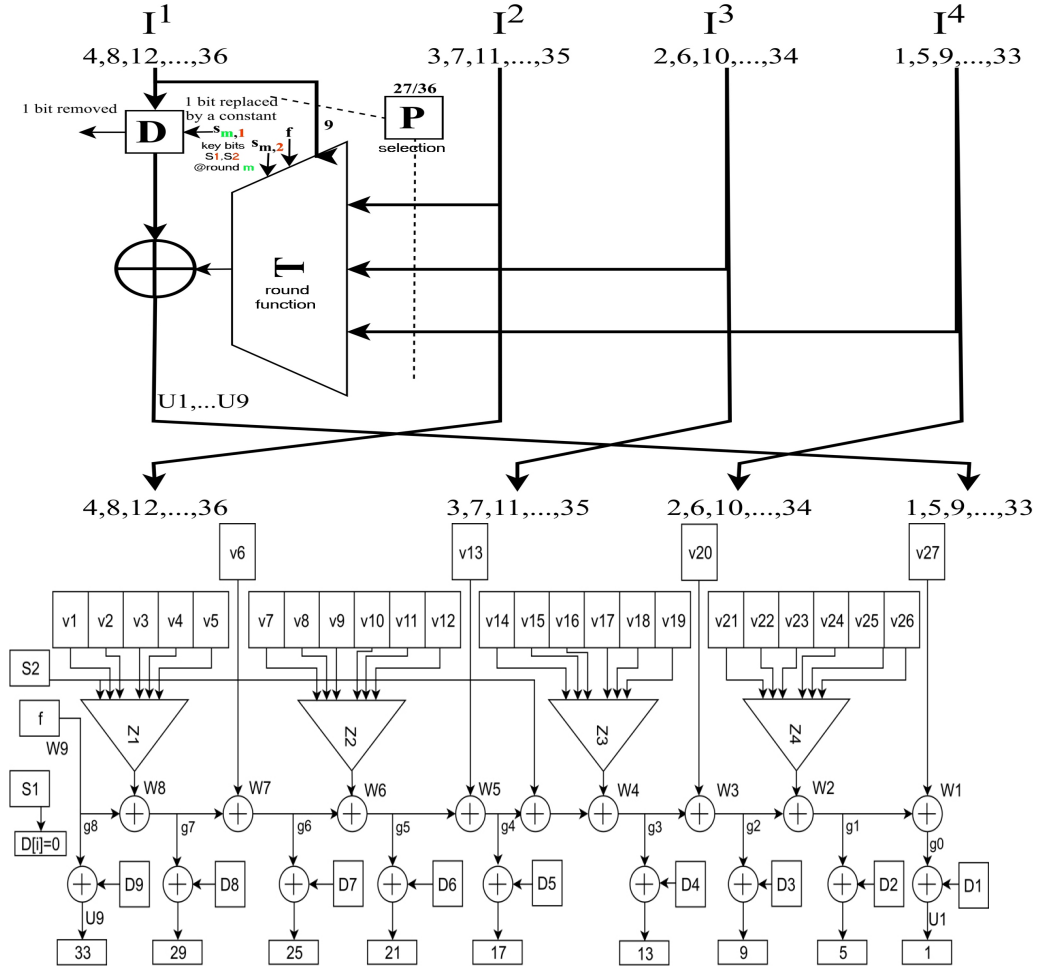 I1 I2 I3 I4
4,8,12,...,36 3,7,11,...,35 2,6,10,...,34 1,5,9,...,33
27/36
1 bit removed 1 bit replaced
by a constant
D sm,1 9 P
f
key bits sm,2 selection
S1,S2
@round m
T
round
function
U1,...U9
4,8,12,...,36 3,7,11,...,35 2,6,10,...,34 1,5,9,...,33
v6 v13 v20 v27
v1 v2 v3 v4 v5 v7 v8 v9 v10 v11 v12 v14 v15 v16 v17 v18 v19 v21 v22 v23 v24 v25 v26
S2
f Z1 Z2 Z3 Z4
W9
S1 W8 W7 W6 W5 W4 W3 W2 W1
g8 g7 g6 g5 g4 g3 g2 g1 g0
D[i]=0
D9 D8 D7 D6 D5 D4 D3 D2 D1
U9 U1
33 29 25 21 17 13 9 5 1